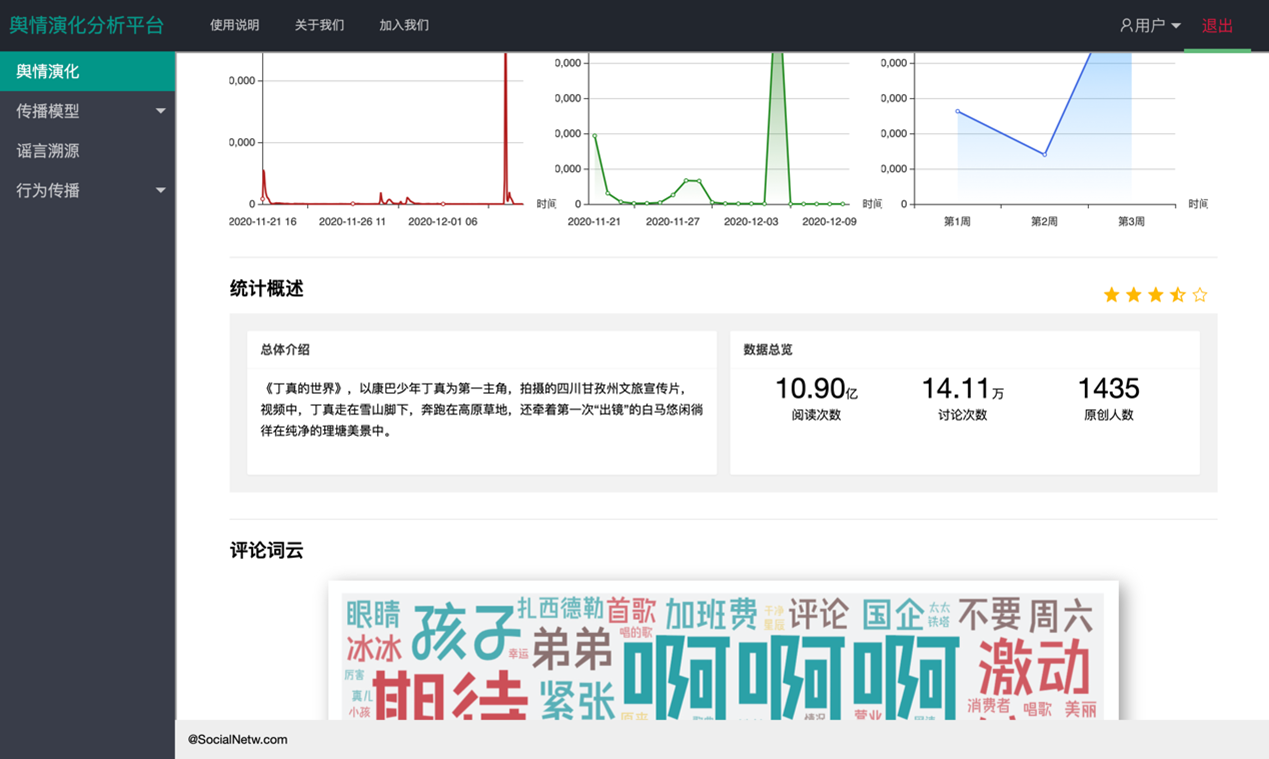 舆情演化分析平台 使用说明 关于我们 加入我们 用户 退出
舆情演化
传播模型
谣言溯源
行为传播
0,000
0,000
0
时间
2020-11-21 16 2020-11-26 11 2020-12-01 06
0,000
0,000
0,000
0,000
0
时间
2020-11-21 2020-11-27 2020-12-03 2020-12-09
0,000
0,000
0,000
0,000
0
时间
第1周 第2周 第3周
统计概述
总体介绍
《丁真的世界》，以康巴少年丁真为第一主角，拍摄的四川甘孜州文旅宣传片，
视频中，丁真走在雪山脚下，奔跑在高原草地，还牵着第一次“出镜”的白马悠闲徜
徉在纯净的理塘美景中。
数据总览
10.90亿 14.11万 1435
阅读次数 讨论次数 原创人数
评论词云
眼睛 孩子 扎西德勒 首歌 加班费 干净 评论 国企 太太 不要 周六
唱的歌 铁塔
冰冰 幸运 弟弟 啊啊啊 激动
厉害 期待 紧张
真儿 消费者 唱歌 美丽
小孩 原来 情况 营业
@SocialNetw.com